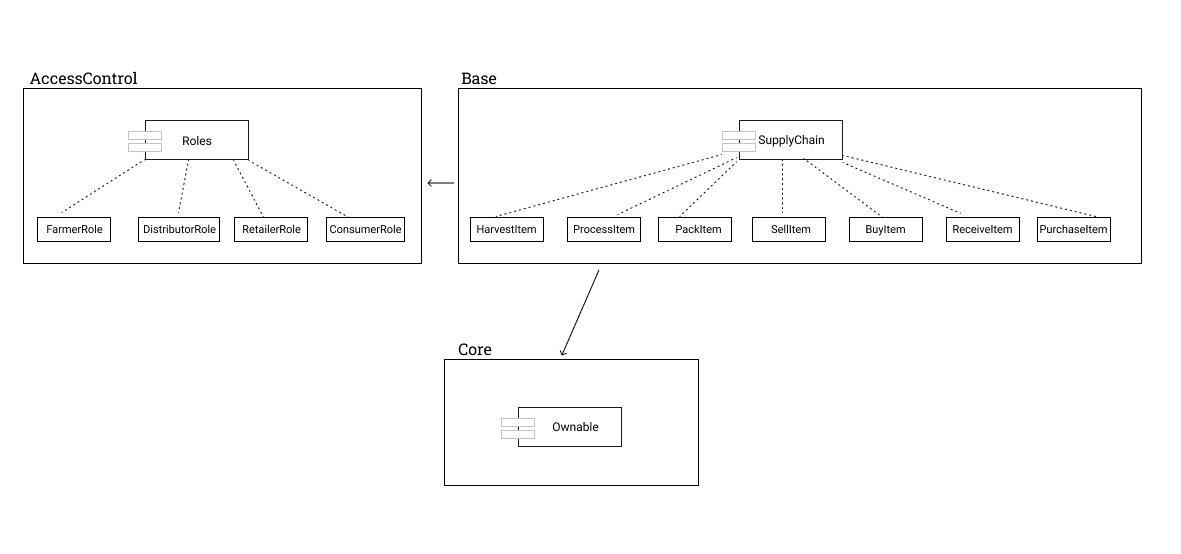 AccessControl
Base
Roles
SupplyChain
FarmerRole
DistributorRole
RetailerRole
ConsumerRole
HarvestItem
ProcessItem
PackItem
SellItem
BuyItem
ReceiveItem
PurchaseItem
Core
Ownable